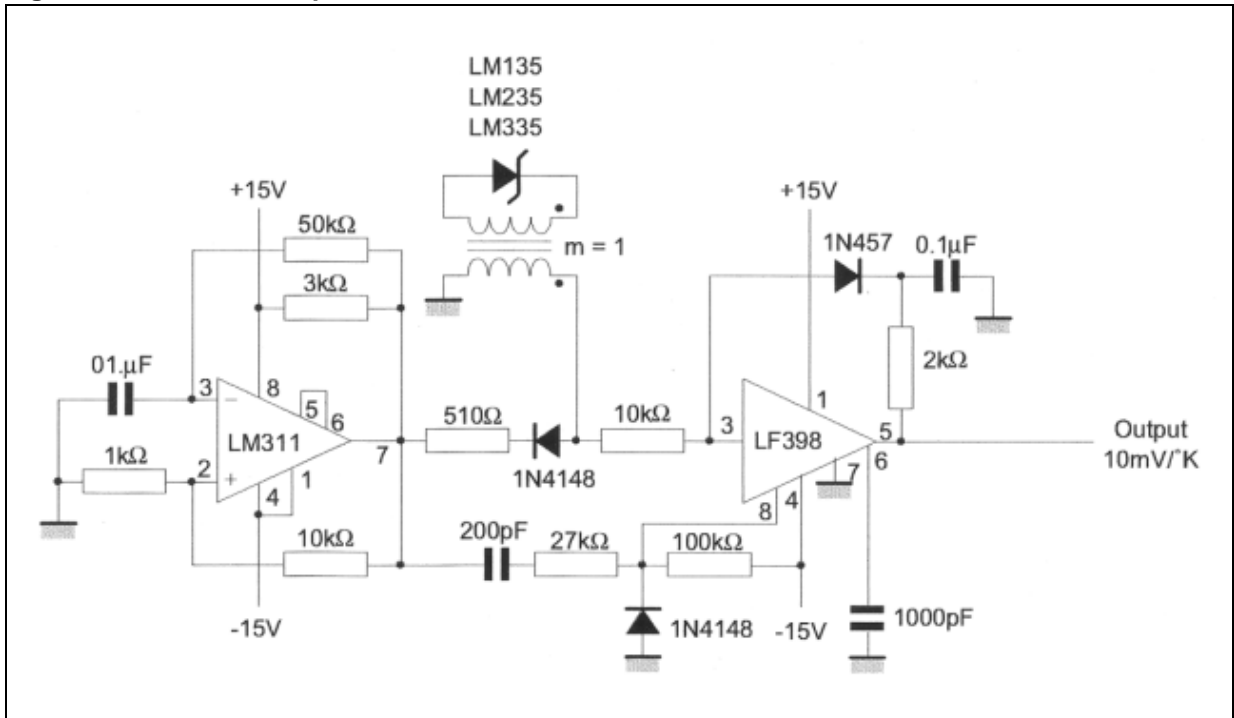 LM135
LM235
LM335
+15V
+15V
50kΩ
m = 1
1N457
0.1µF
3kΩ
2kΩ
01.µF
3
−
8
5
6
LM311
7
510Ω
1N4148
10kΩ
3
1
LF398
5
6
7
Output
10mV/˚K
1kΩ
2
+
1
4
8
4
200pF
27kΩ
100kΩ
10kΩ
-15V
1N4148
-15V
1000pF